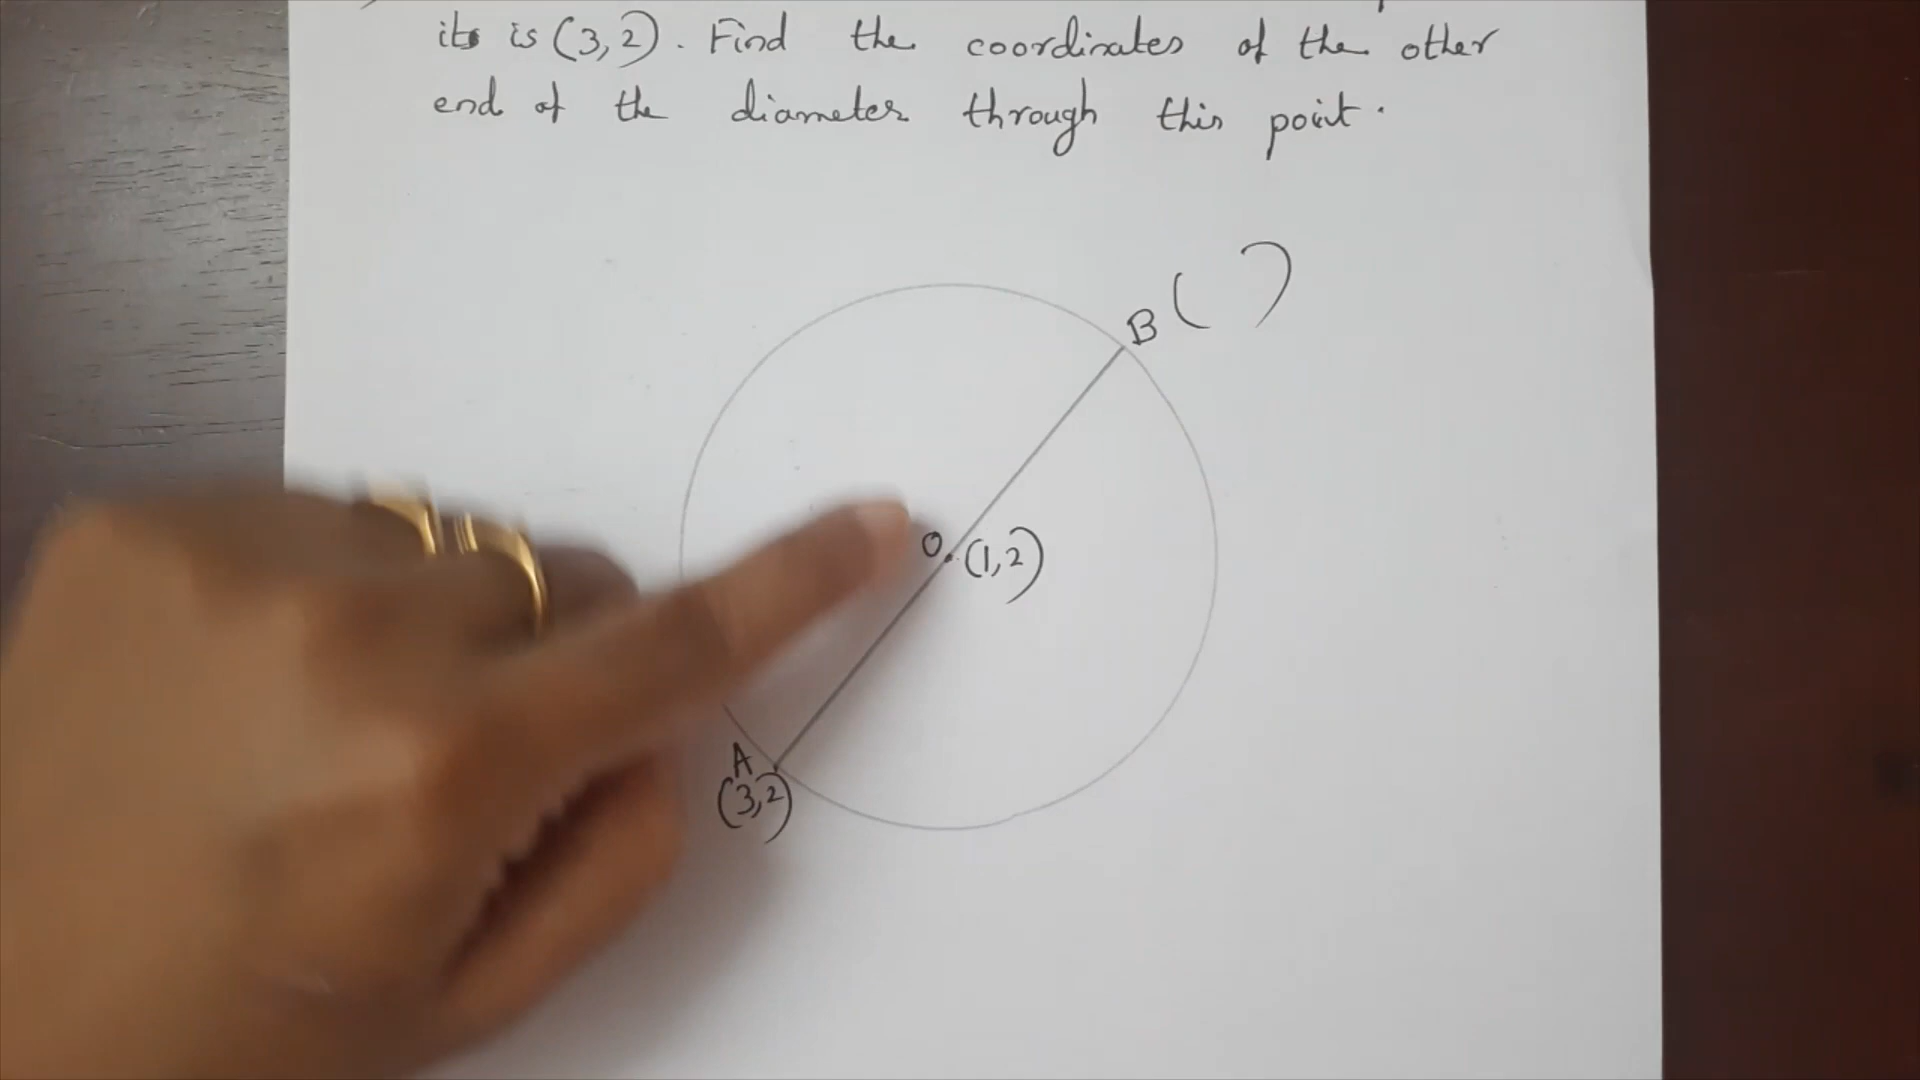 its is (3,2). Find the coordinates of the other
end of the diameter through this point.
B ( )
O (1,2)
A
(3,2)